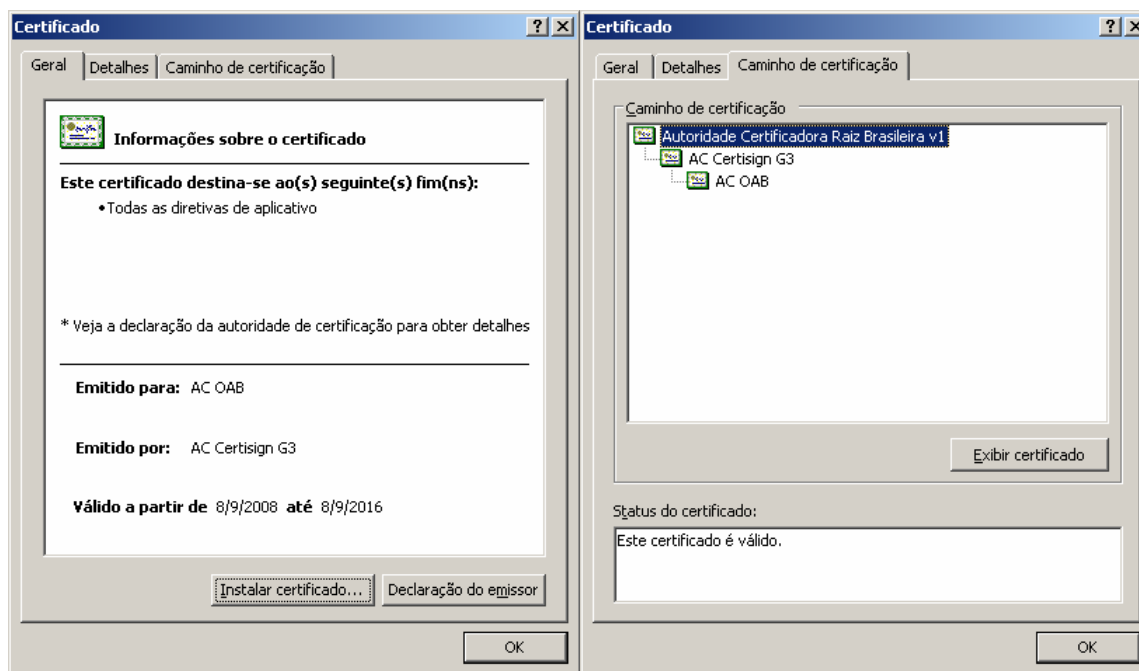 Certificado
Geral
Detalhes
Caminho de certificação
Informações sobre o certificado
Este certificado destina-se ao(s) seguinte(s) fim(ns):
•Todas as diretivas de aplicativo
* Veja a declaração da autoridade de certificação para obter detalhes
Emitido para: AC OAB
Emitido por: AC Certisign G3
Válido a partir de 8/9/2008 até 8/9/2016
Instalar certificado...
Declaração do emissor
OK
Certificado
Geral
Detalhes
Caminho de certificação
Caminho de certificação
Autoridade Certificadora Raiz Brasileira v1
AC Certisign G3
AC OAB
Exibir certificado
Status do certificado:
Este certificado é válido.
OK